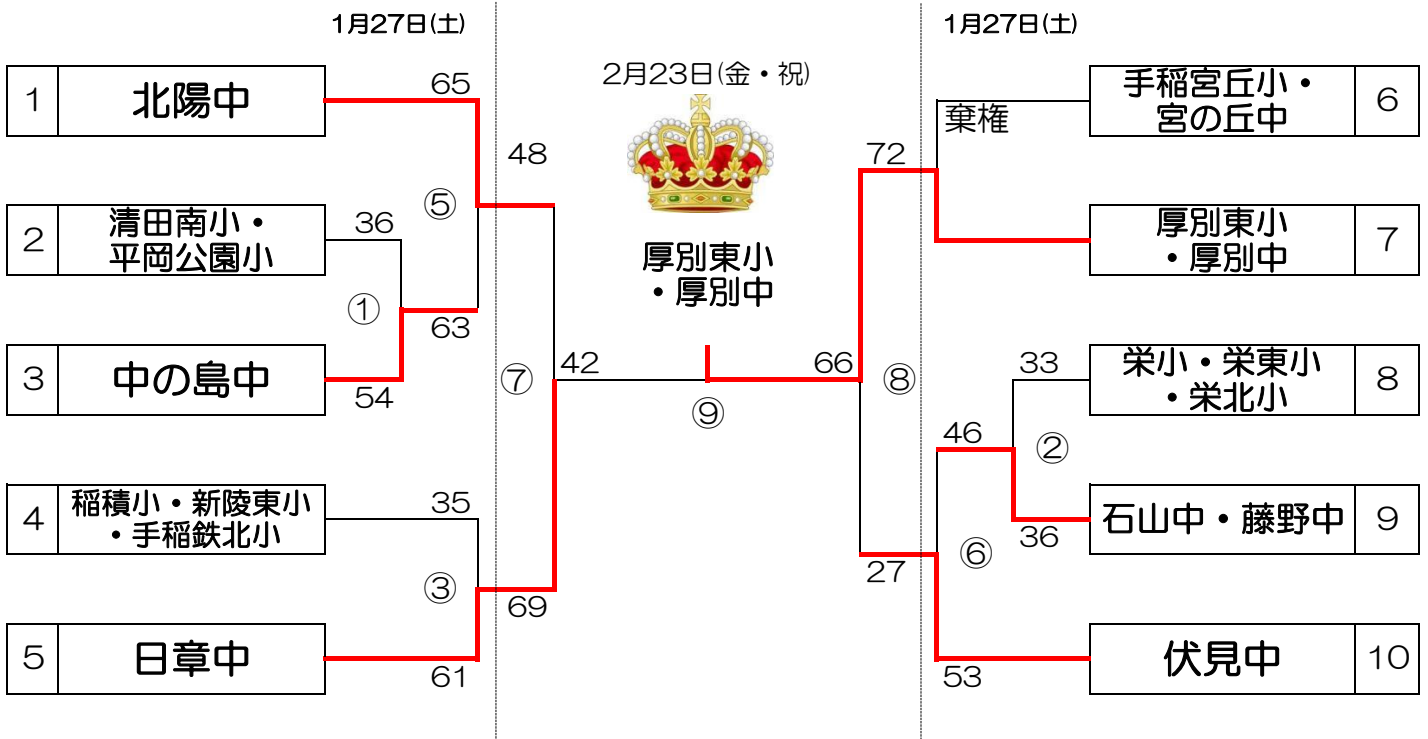 1月27日(土)
1月27日(土)
2月23日(金・祝)
1
北陽中
65
手稲宮丘小・
宮の丘中
6
棄権
48
72
⑤
2
清田南小・
平岡公園小
36
厚別東小
・厚別中
7
厚別東小
・厚別中
①
63
3
中の島中
54
⑦
42
66
⑧
⑨
33
栄小・栄東小
・栄北小
8
46
②
4
稲積小・新陵東小
・手稲鉄北小
35
石山中・藤野中
9
36
⑥
27
③
69
5
日章中
61
伏見中
10
53